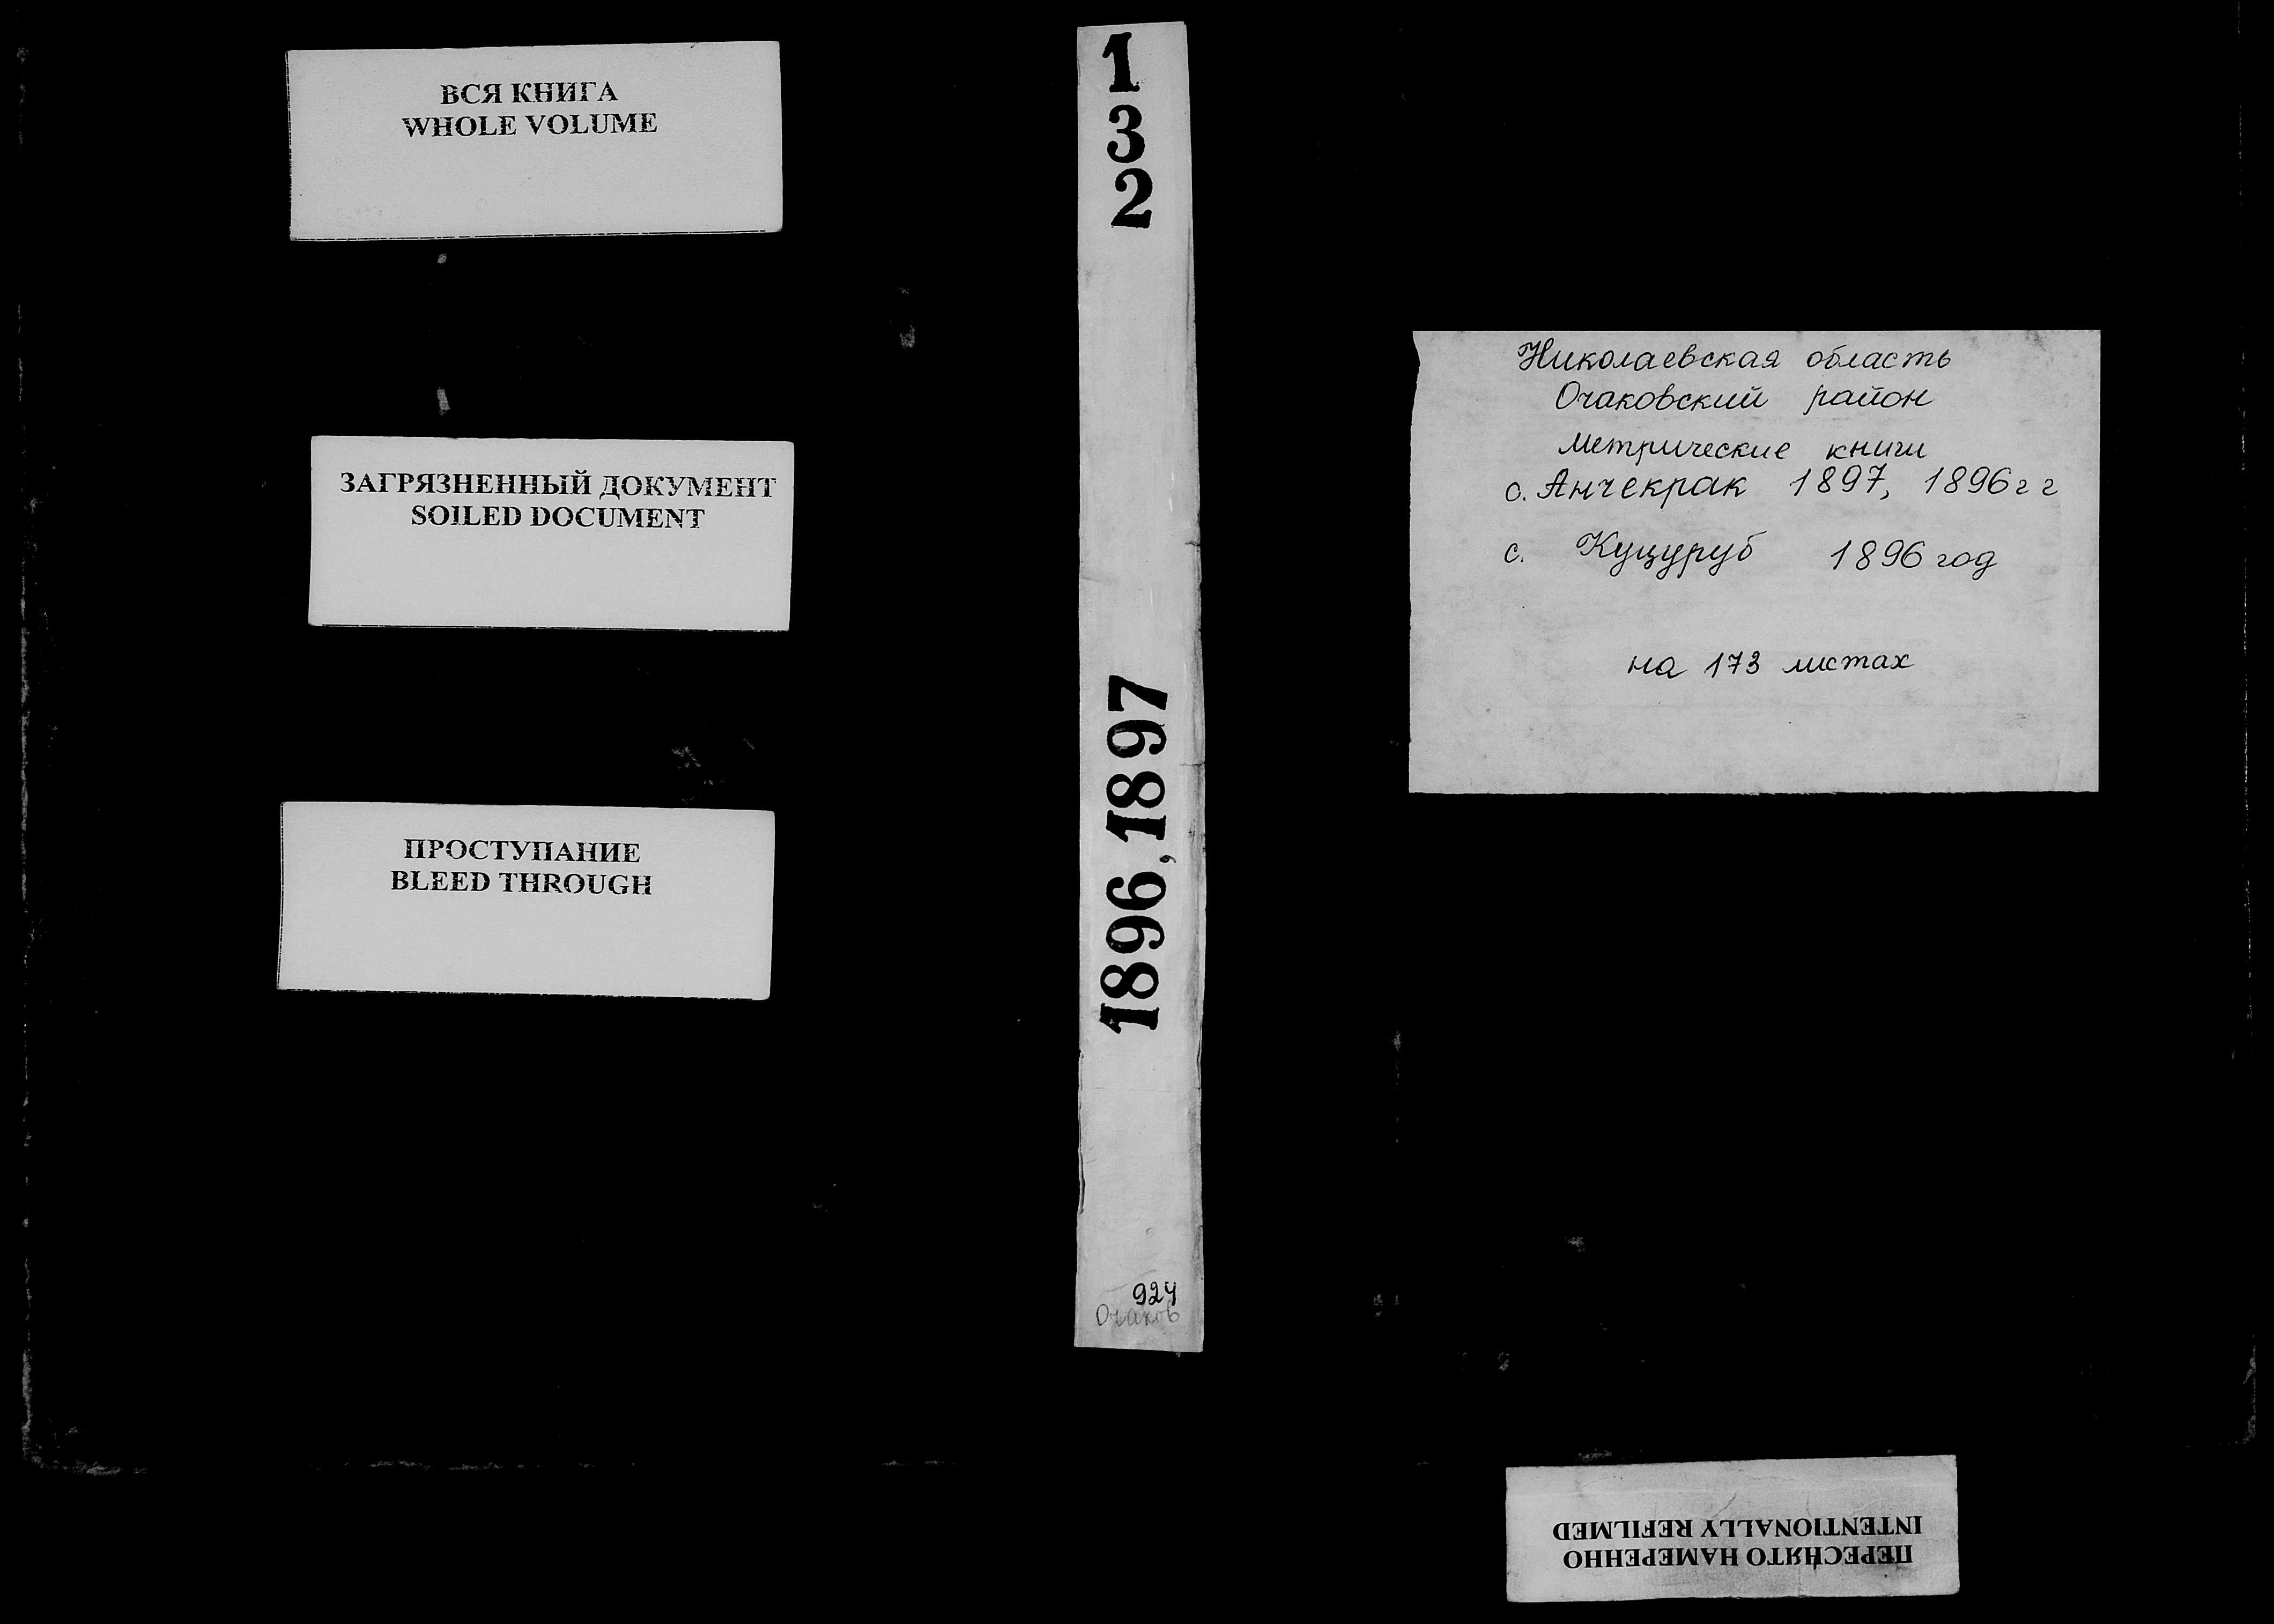 ВСЯ КНИГА
WHOLE VOLUME
ЗАГРЯЗНЕННЫЙ ДОКУМЕНТ
SOILED DOCUMENT
ПРОСТУПАНИЕ
BLEED THROUGH
1
3
2
1896, 1897
924
Очаков
Николаевская область
Очаковский район
Метрические книги
с. Анчекрак 1897, 1896 г г
с. Куцуруб 1896 год
на 173 листах
ПЕРЕСНЯТО НАМЕРЕННО
INTENTIONALLY REFILMED